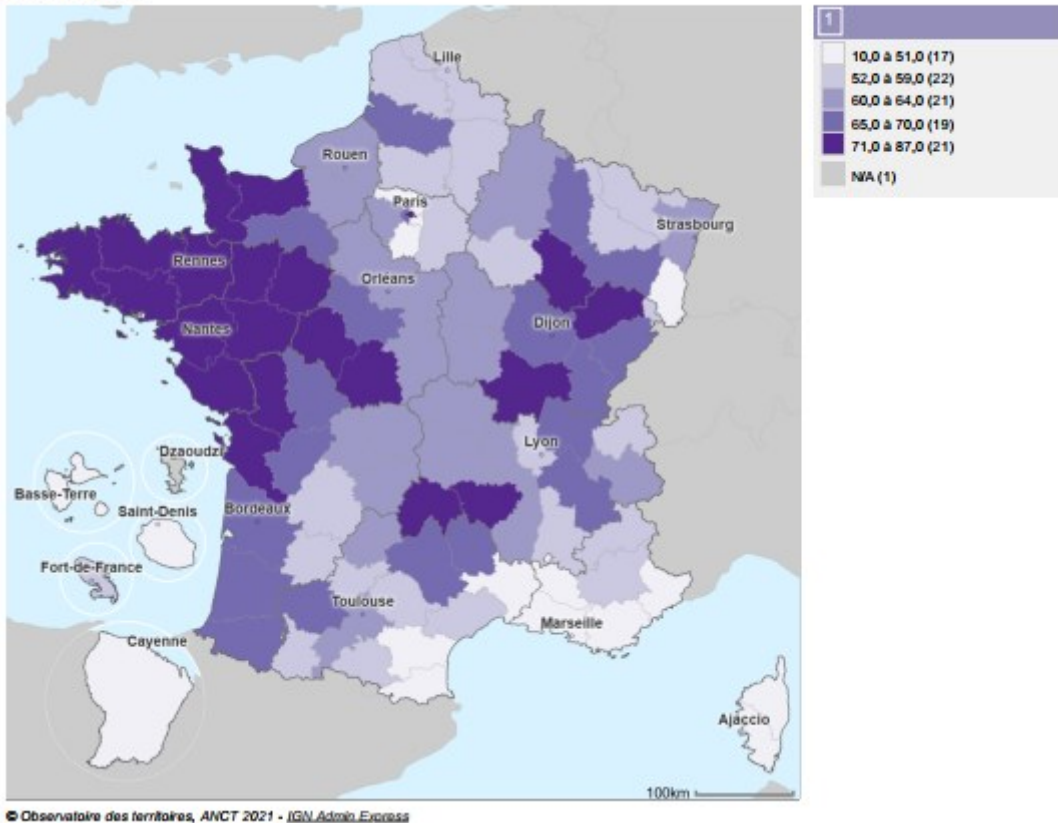 Lille
Rouen
Paris
Strasbourg
Rennes
Orléans
Nantes
Dijon
Lyon
Dzaoudzi
Basse-Terre
Saint-Denis
Bordeaux
Fort-de-France
Toulouse
Marseille
Cayenne
Ajaccio
100km
1
10,0 à 51,0 (17)
52,0 à 59,0 (22)
60,0 à 64,0 (21)
65,0 à 70,0 (19)
71,0 à 87,0 (21)
N/A (1)
© Observatoire des territoires, ANCT 2021 - IGN Admin Express